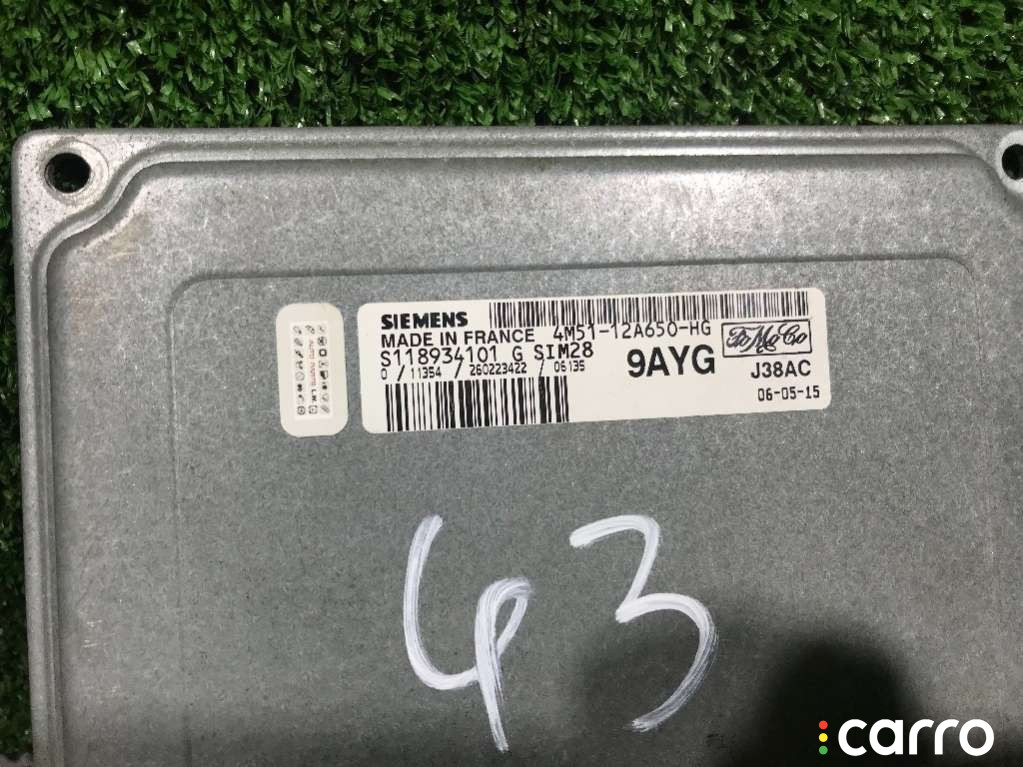 SIEMENS
MADE IN FRANCE 4M51-12A650-HG
S118934101 G SIM28
0 / 11354 / 260223422 / 06135
9AYG
FoMoCo
J38AC
06-05-15
43
carro